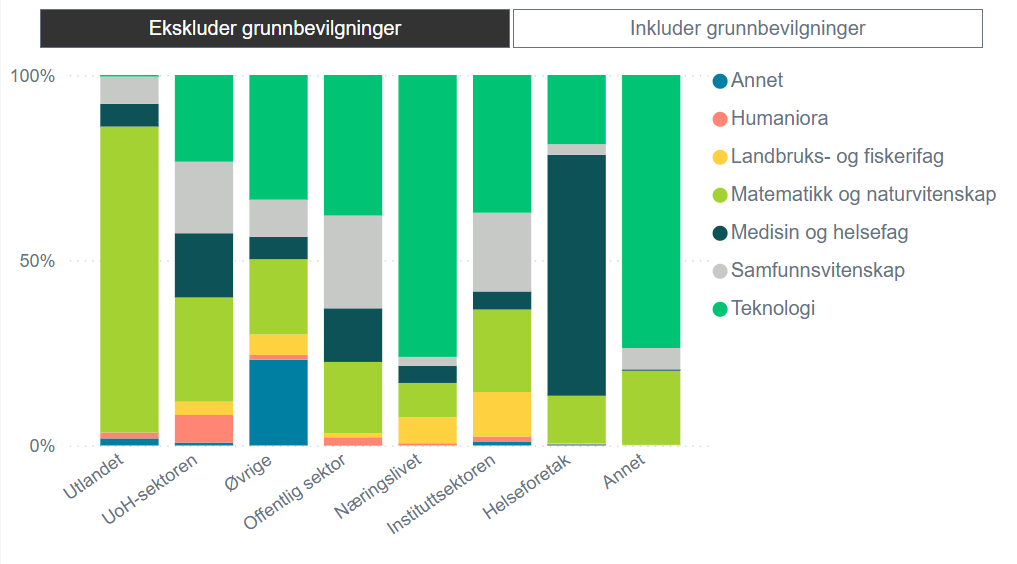 Ekskluder grunnbevilgninger
Inkluder grunnbevilgninger
100%
50%
0%
Utlandet
UoH-sektoren
Øvrige
Offentlig sektor
Næringslivet
Instituttsektoren
Helseforetak
Annet
Annet
Humaniora
Landbruks- og fiskerifag
Matematikk og naturvitenskap
Medisin og helsefag
Samfunnsvitenskap
Teknologi